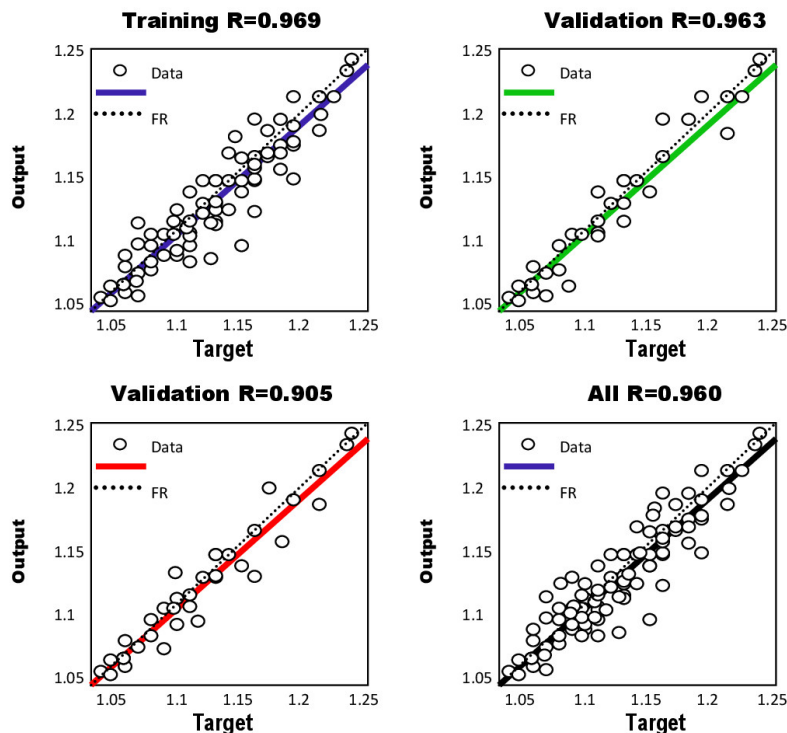 Training R=0.969
1.25
1.2
1.15
1.1
1.05
Output
Data
FR
1.05 1.1 1.15 1.2 1.25
Target
Validation R=0.963
1.25
1.2
1.15
1.1
1.05
Output
Data
FR
1.05 1.1 1.15 1.2 1.25
Target
Validation R=0.905
1.25
1.2
1.15
1.1
1.05
Output
Data
FR
1.05 1.1 1.15 1.2 1.25
Target
All R=0.960
1.25
1.2
1.15
1.1
1.05
Output
Data
FR
1.05 1.1 1.15 1.2 1.25
Target